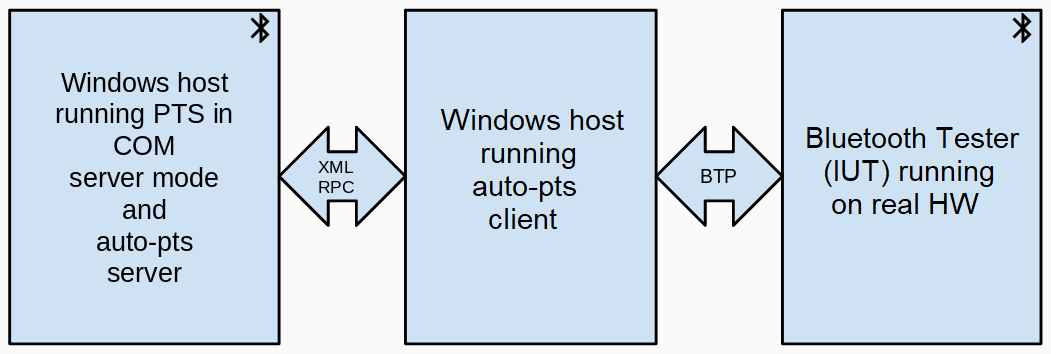 Windows host
running PTS in
COM
server mode
and
auto-pts
server
XML
RPC
Windows host
running
auto-pts
client
BTP
Bluetooth Tester
(IUT) running
on real HW